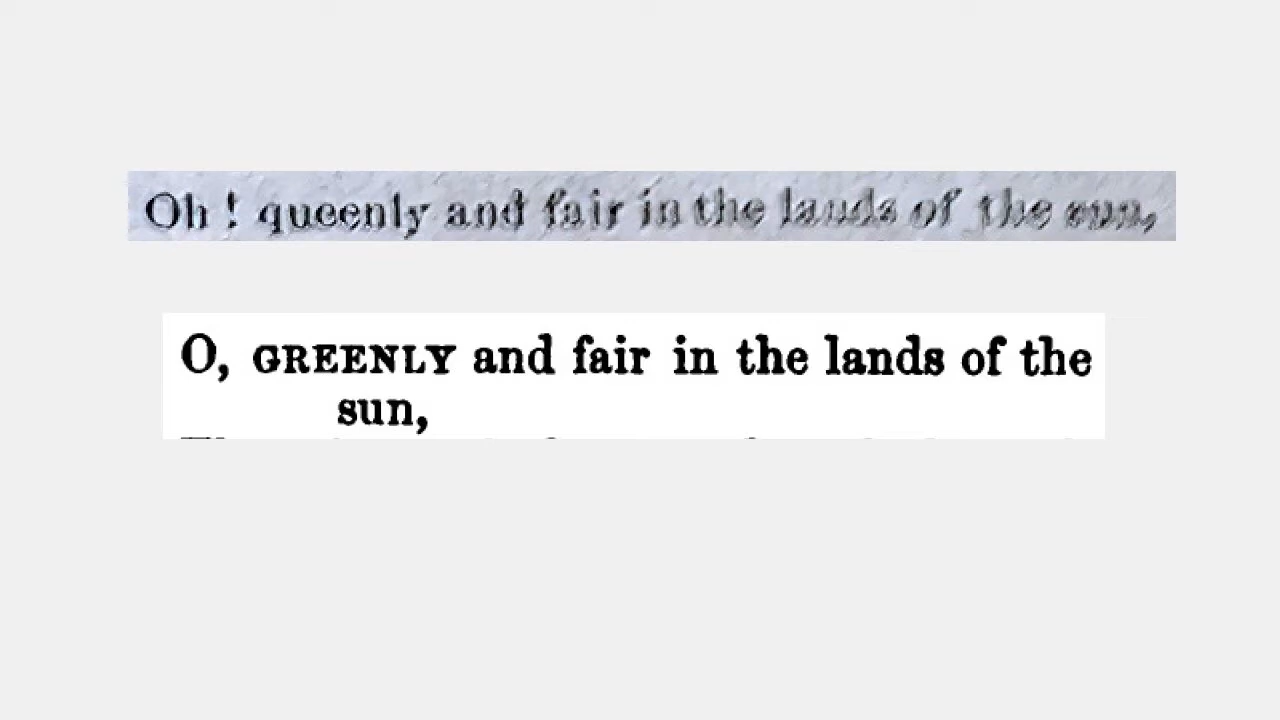 Oh ! queenly and fair in the lands of the sun,
O, GREENLY and fair in the lands of the
sun,